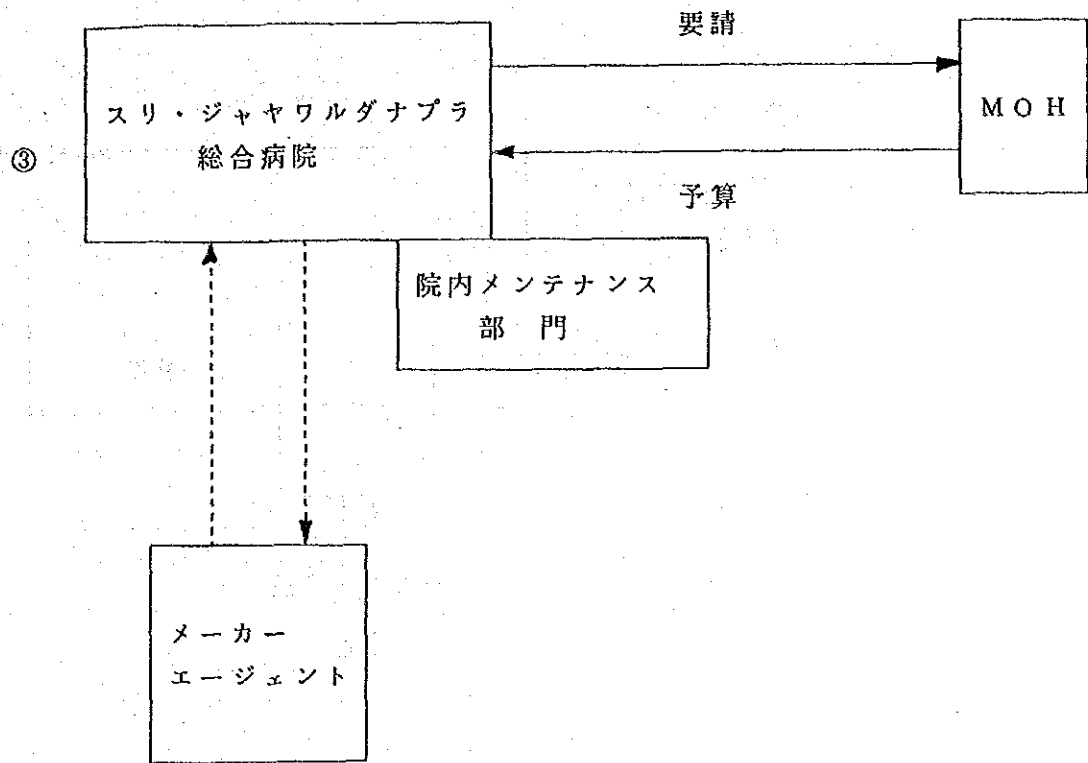 要請
スリ・ジャヤワルダナプラ
総合病院
MOH
③
予算
院内メンテナンス
部門
メーカー
エージェント